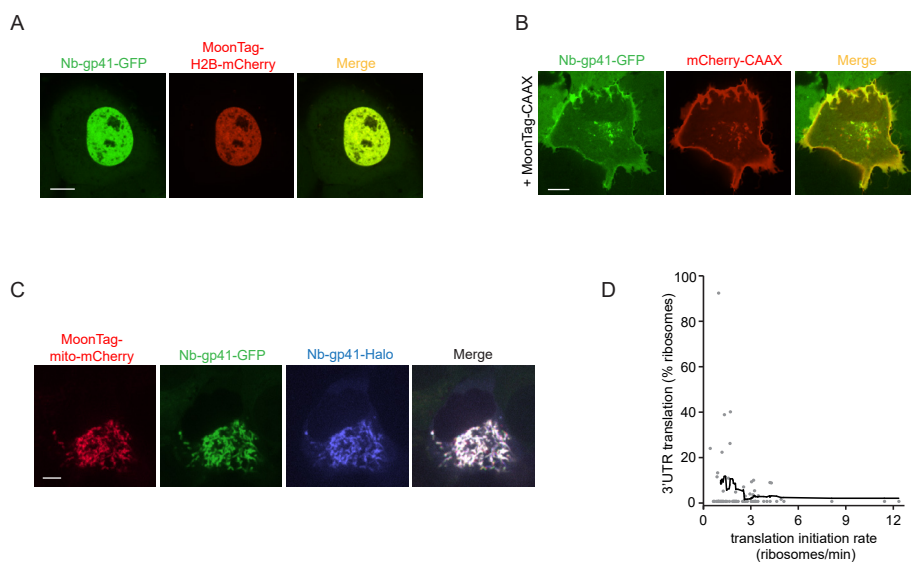 A
Nb-gp41-GFP
MoonTag-
H2B-mCherry
Merge
B
+ MoonTag-CAAX
Nb-gp41-GFP
mCherry-CAAX
Merge
C
MoonTag-
mito-mCherry
Nb-gp41-GFP
Nb-gp41-Halo
Merge
D
3'UTR translation (% ribosomes)
100
80
60
40
20
0
0
3
6
9
12
translation initiation rate
(ribosomes/min)